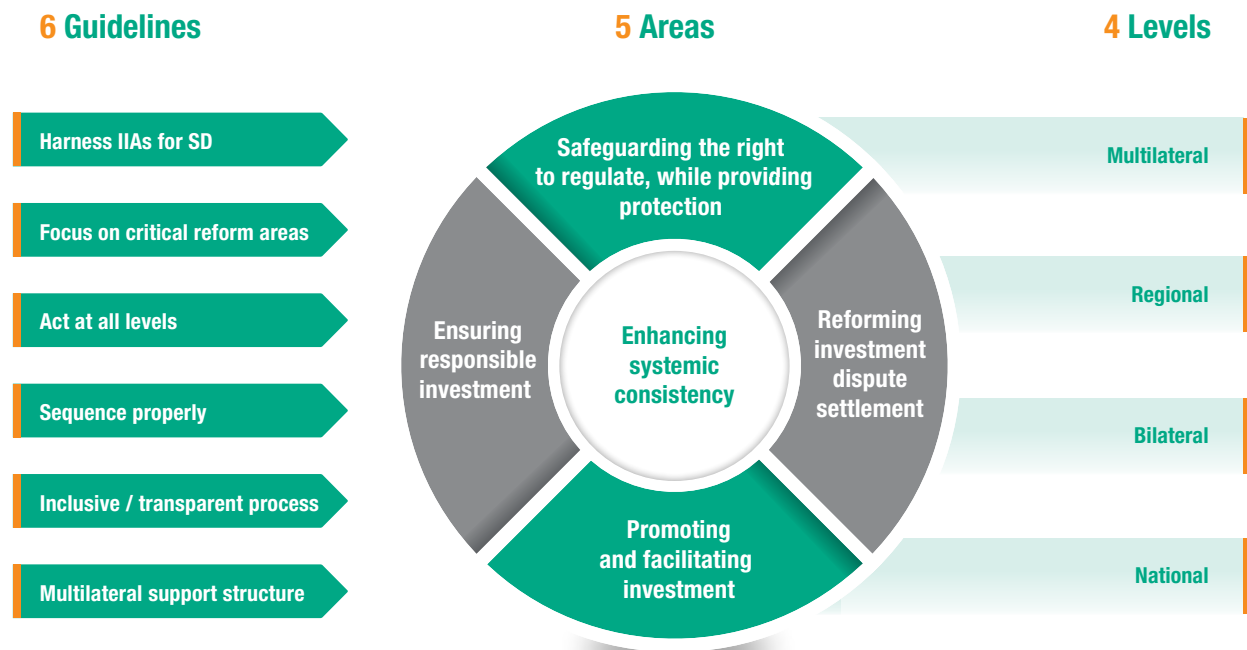 6 Guidelines
Harness IIAs for SD
Focus on critical reform areas
Act at all levels
Sequence properly
Inclusive / transparent process
Multilateral support structure
5 Areas
Safeguarding the right
to regulate, while providing
protection
Ensuring
responsible
investment
Enhancing
systemic
consistency
Reforming
investment
dispute
settlement
Promoting
and facilitating
investment
4 Levels
Multilateral
Regional
Bilateral
National